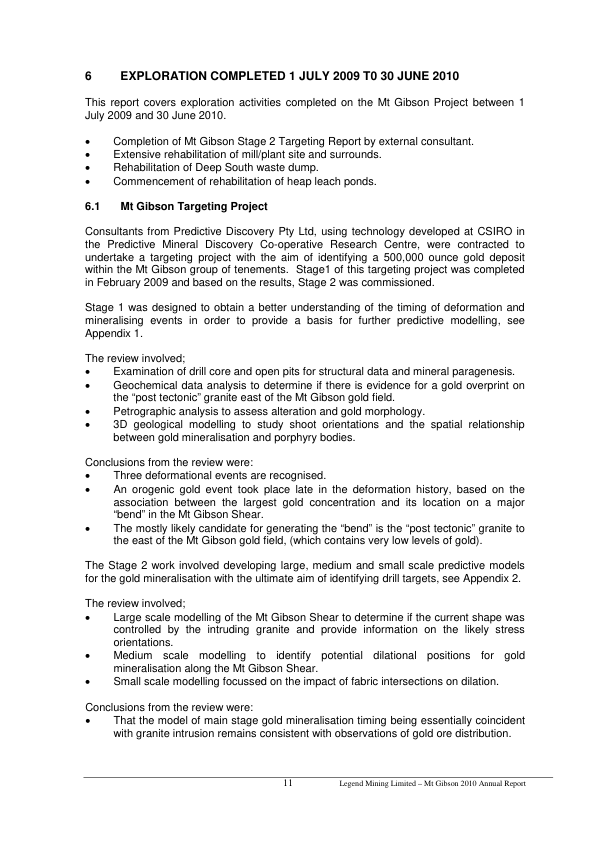 6 EXPLORATION COMPLETED 1 JULY 2009 T0 30 JUNE 2010
This report covers exploration activities completed on the Mt Gibson Project between 1
July 2009 and 30 June 2010.
• Completion of Mt Gibson Stage 2 Targeting Report by external consultant.
• Extensive rehabilitation of mill/plant site and surrounds.
• Rehabilitation of Deep South waste dump.
• Commencement of rehabilitation of heap leach ponds.
6.1 Mt Gibson Targeting Project
Consultants from Predictive Discovery Pty Ltd, using technology developed at CSIRO in
the Predictive Mineral Discovery Co-operative Research Centre, were contracted to
undertake a targeting project with the aim of identifying a 500,000 ounce gold deposit
within the Mt Gibson group of tenements. Stage1 of this targeting project was completed
in February 2009 and based on the results, Stage 2 was commissioned.
Stage 1 was designed to obtain a better understanding of the timing of deformation and
mineralising events in order to provide a basis for further predictive modelling, see
Appendix 1.
The review involved;
• Examination of drill core and open pits for structural data and mineral paragenesis.
• Geochemical data analysis to determine if there is evidence for a gold overprint on
the “post tectonic” granite east of the Mt Gibson gold field.
• Petrographic analysis to assess alteration and gold morphology.
• 3D geological modelling to study shoot orientations and the spatial relationship
between gold mineralisation and porphyry bodies.
Conclusions from the review were:
• Three deformational events are recognised.
• An orogenic gold event took place late in the deformation history, based on the
association between the largest gold concentration and its location on a major
“bend” in the Mt Gibson Shear.
• The mostly likely candidate for generating the “bend” is the “post tectonic” granite to
the east of the Mt Gibson gold field, (which contains very low levels of gold).
The Stage 2 work involved developing large, medium and small scale predictive models
for the gold mineralisation with the ultimate aim of identifying drill targets, see Appendix 2.
The review involved;
• Large scale modelling of the Mt Gibson Shear to determine if the current shape was
controlled by the intruding granite and provide information on the likely stress
orientations.
• Medium scale modelling to identify potential dilational positions for gold
mineralisation along the Mt Gibson Shear.
• Small scale modelling focussed on the impact of fabric intersections on dilation.
Conclusions from the review were:
• That the model of main stage gold mineralisation timing being essentially coincident
with granite intrusion remains consistent with observations of gold ore distribution.
11 Legend Mining Limited – Mt Gibson 2010 Annual Report